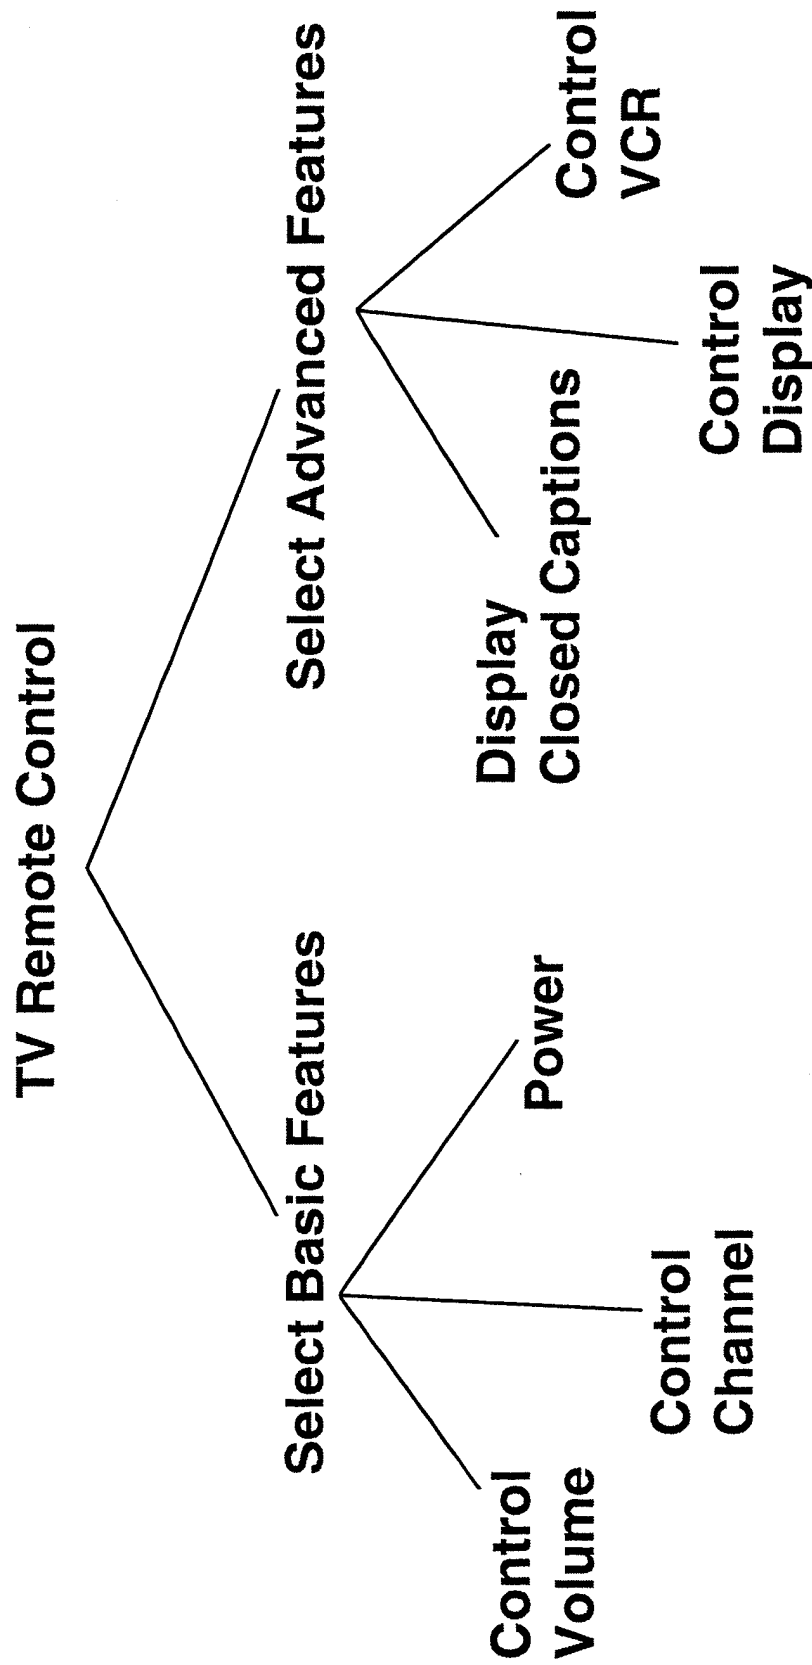 TV Remote Control
Select Basic Features
Select Advanced Features
Control
Volume
Control
Channel
Power
Display
Closed Captions
Control
Display
Control
VCR